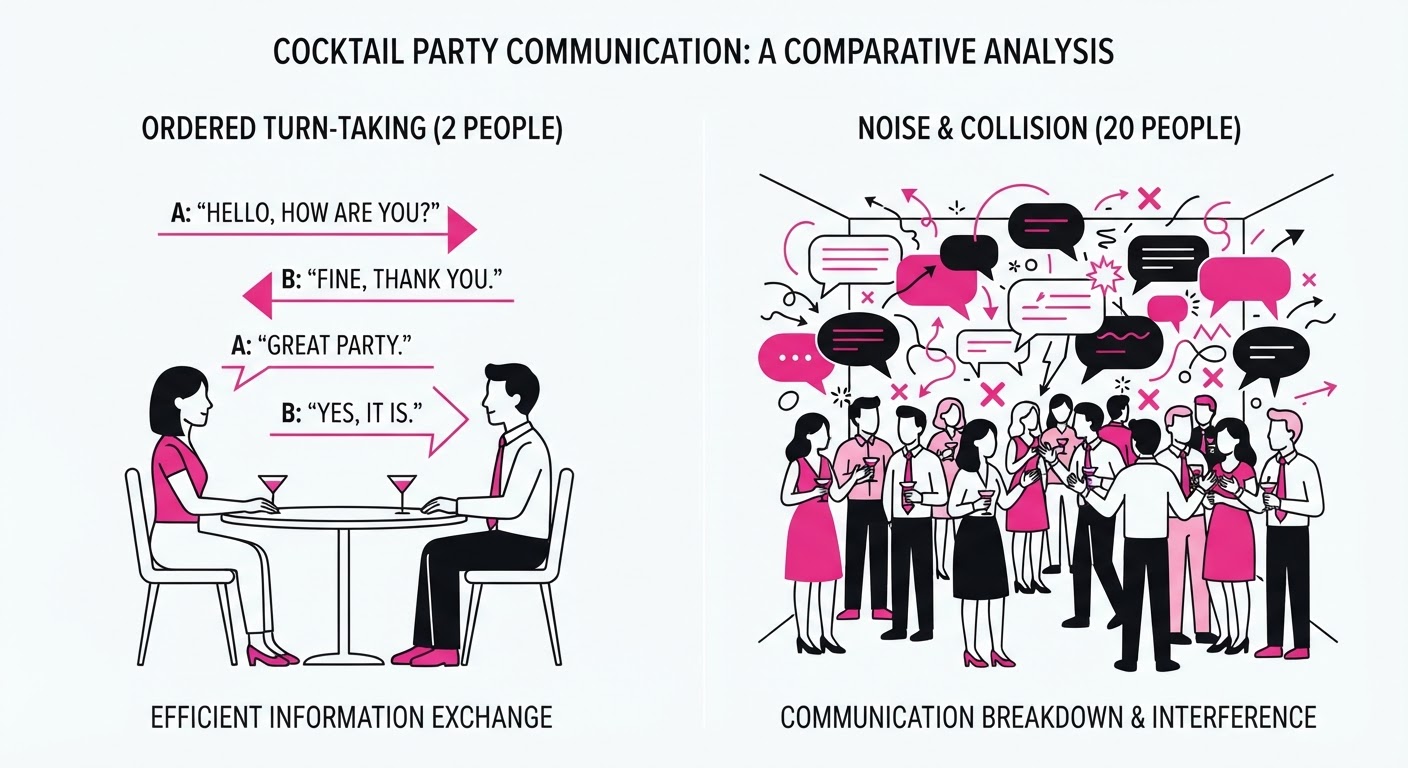 COCKTAIL PARTY COMMUNICATION: A COMPARATIVE ANALYSIS
ORDERED TURN-TAKING (2 PEOPLE)
A: “HELLO, HOW ARE YOU?”
B: “FINE, THANK YOU.”
A: “GREAT PARTY.”
B: “YES, IT IS.”
EFFICIENT INFORMATION EXCHANGE
NOISE & COLLISION (20 PEOPLE)
COMMUNICATION BREAKDOWN & INTERFERENCE